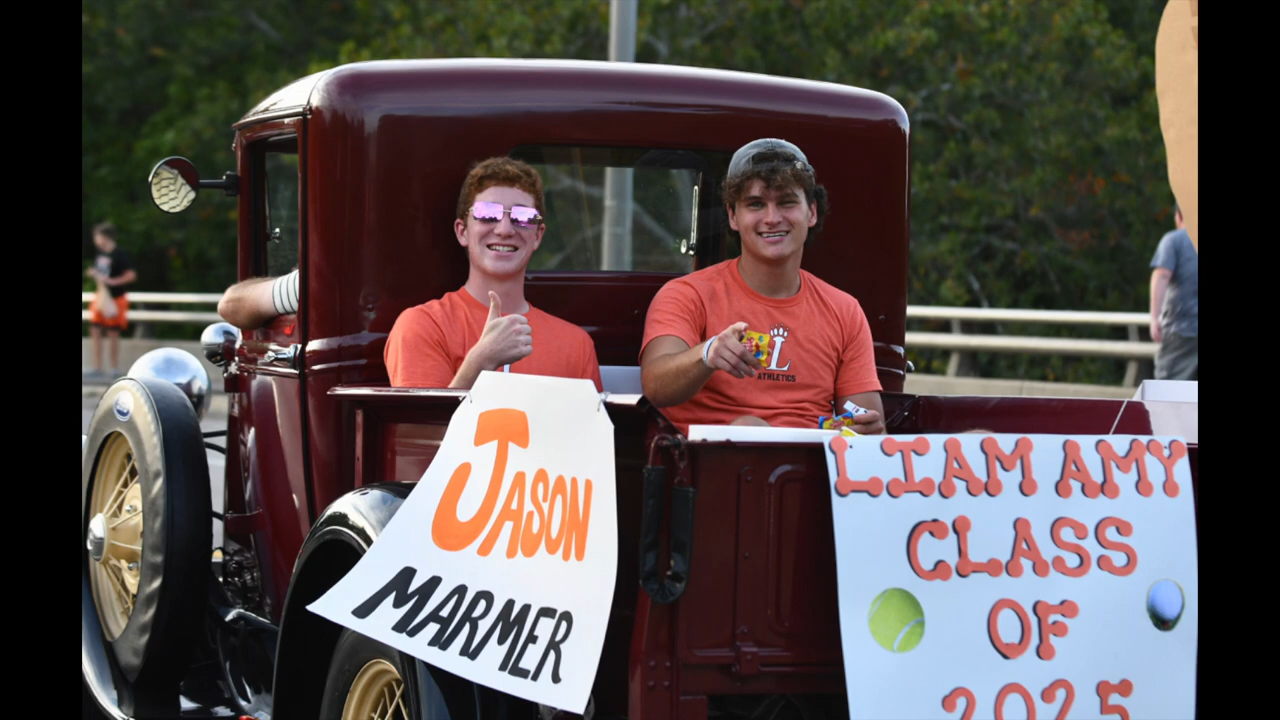 L
ATHLETICS
JASON
MARMER
LIAM AMY
CLASS
OF
2025